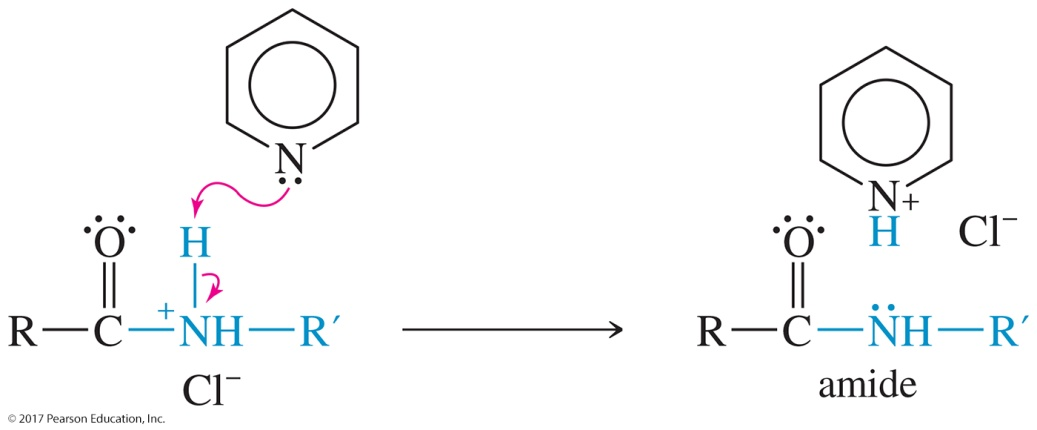 N
N+
H
Cl⁻
O
H
O
R—C—⁺NH—R′
R—C—NH—R′
Cl⁻
amide
© 2017 Pearson Education, Inc.